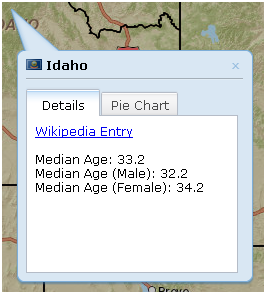 Idaho
Details
Pie Chart
Wikipedia Entry
Median Age: 33.2
Median Age (Male): 32.2
Median Age (Female): 34.2
Provo